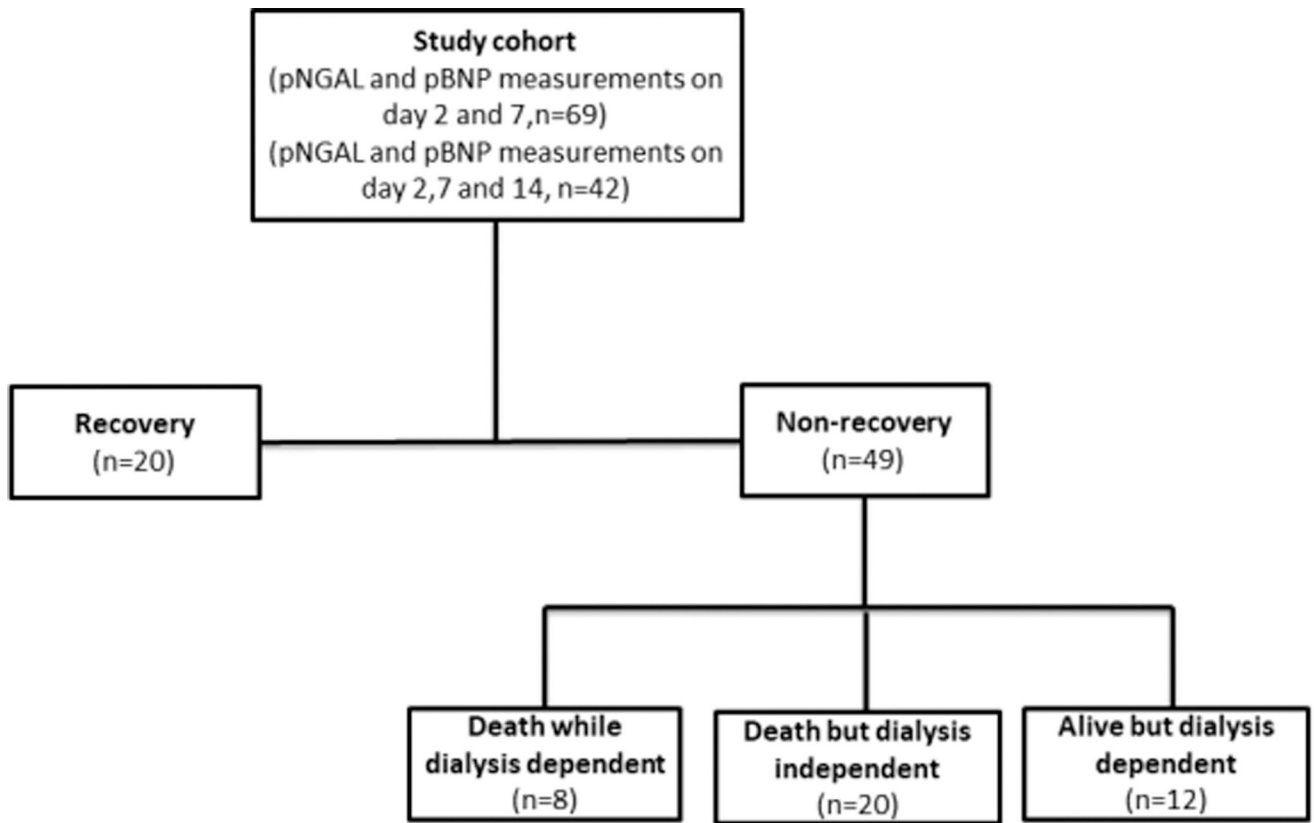 Study cohort
(pNGAL and pBNP measurements on
day 2 and 7,n=69)
(pNGAL and pBNP measurements on
day 2,7 and 14, n=42)
Recovery
(n=20)
Non-recovery
(n=49)
Death while
dialysis dependent
(n=8)
Death but dialysis
independent
(n=20)
Alive but dialysis
dependent
(n=12)